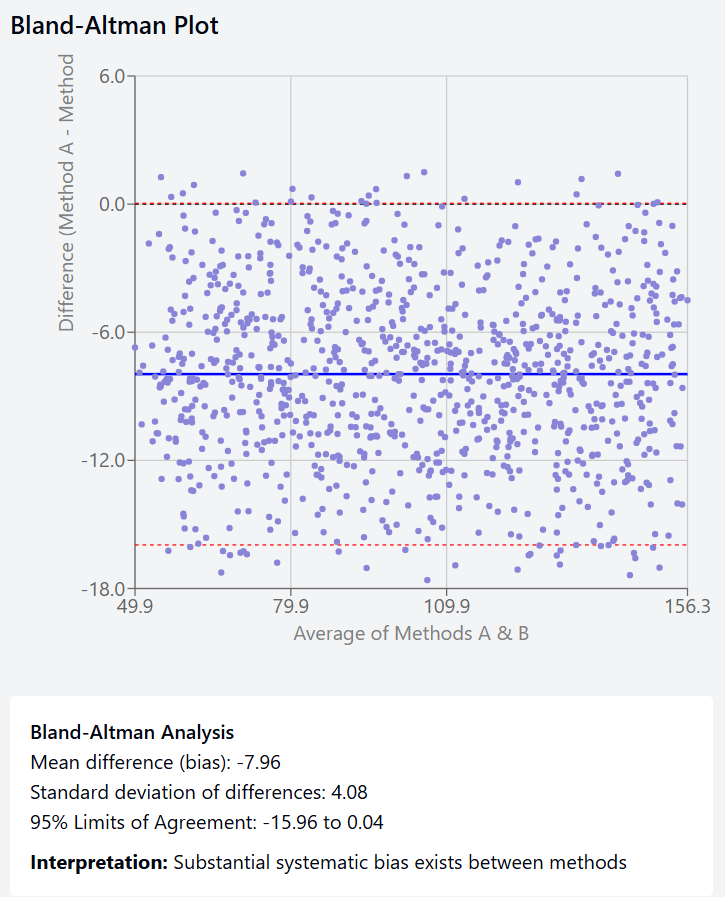 Bland-Altman Plot
Difference (Method A - Method
6.0
0.0
-6.0
-12.0
-18.0
49.9 79.9 109.9 156.3
Average of Methods A & B
Bland-Altman Analysis
Mean difference (bias): -7.96
Standard deviation of differences: 4.08
95% Limits of Agreement: -15.96 to 0.04
Interpretation: Substantial systematic bias exists between methods